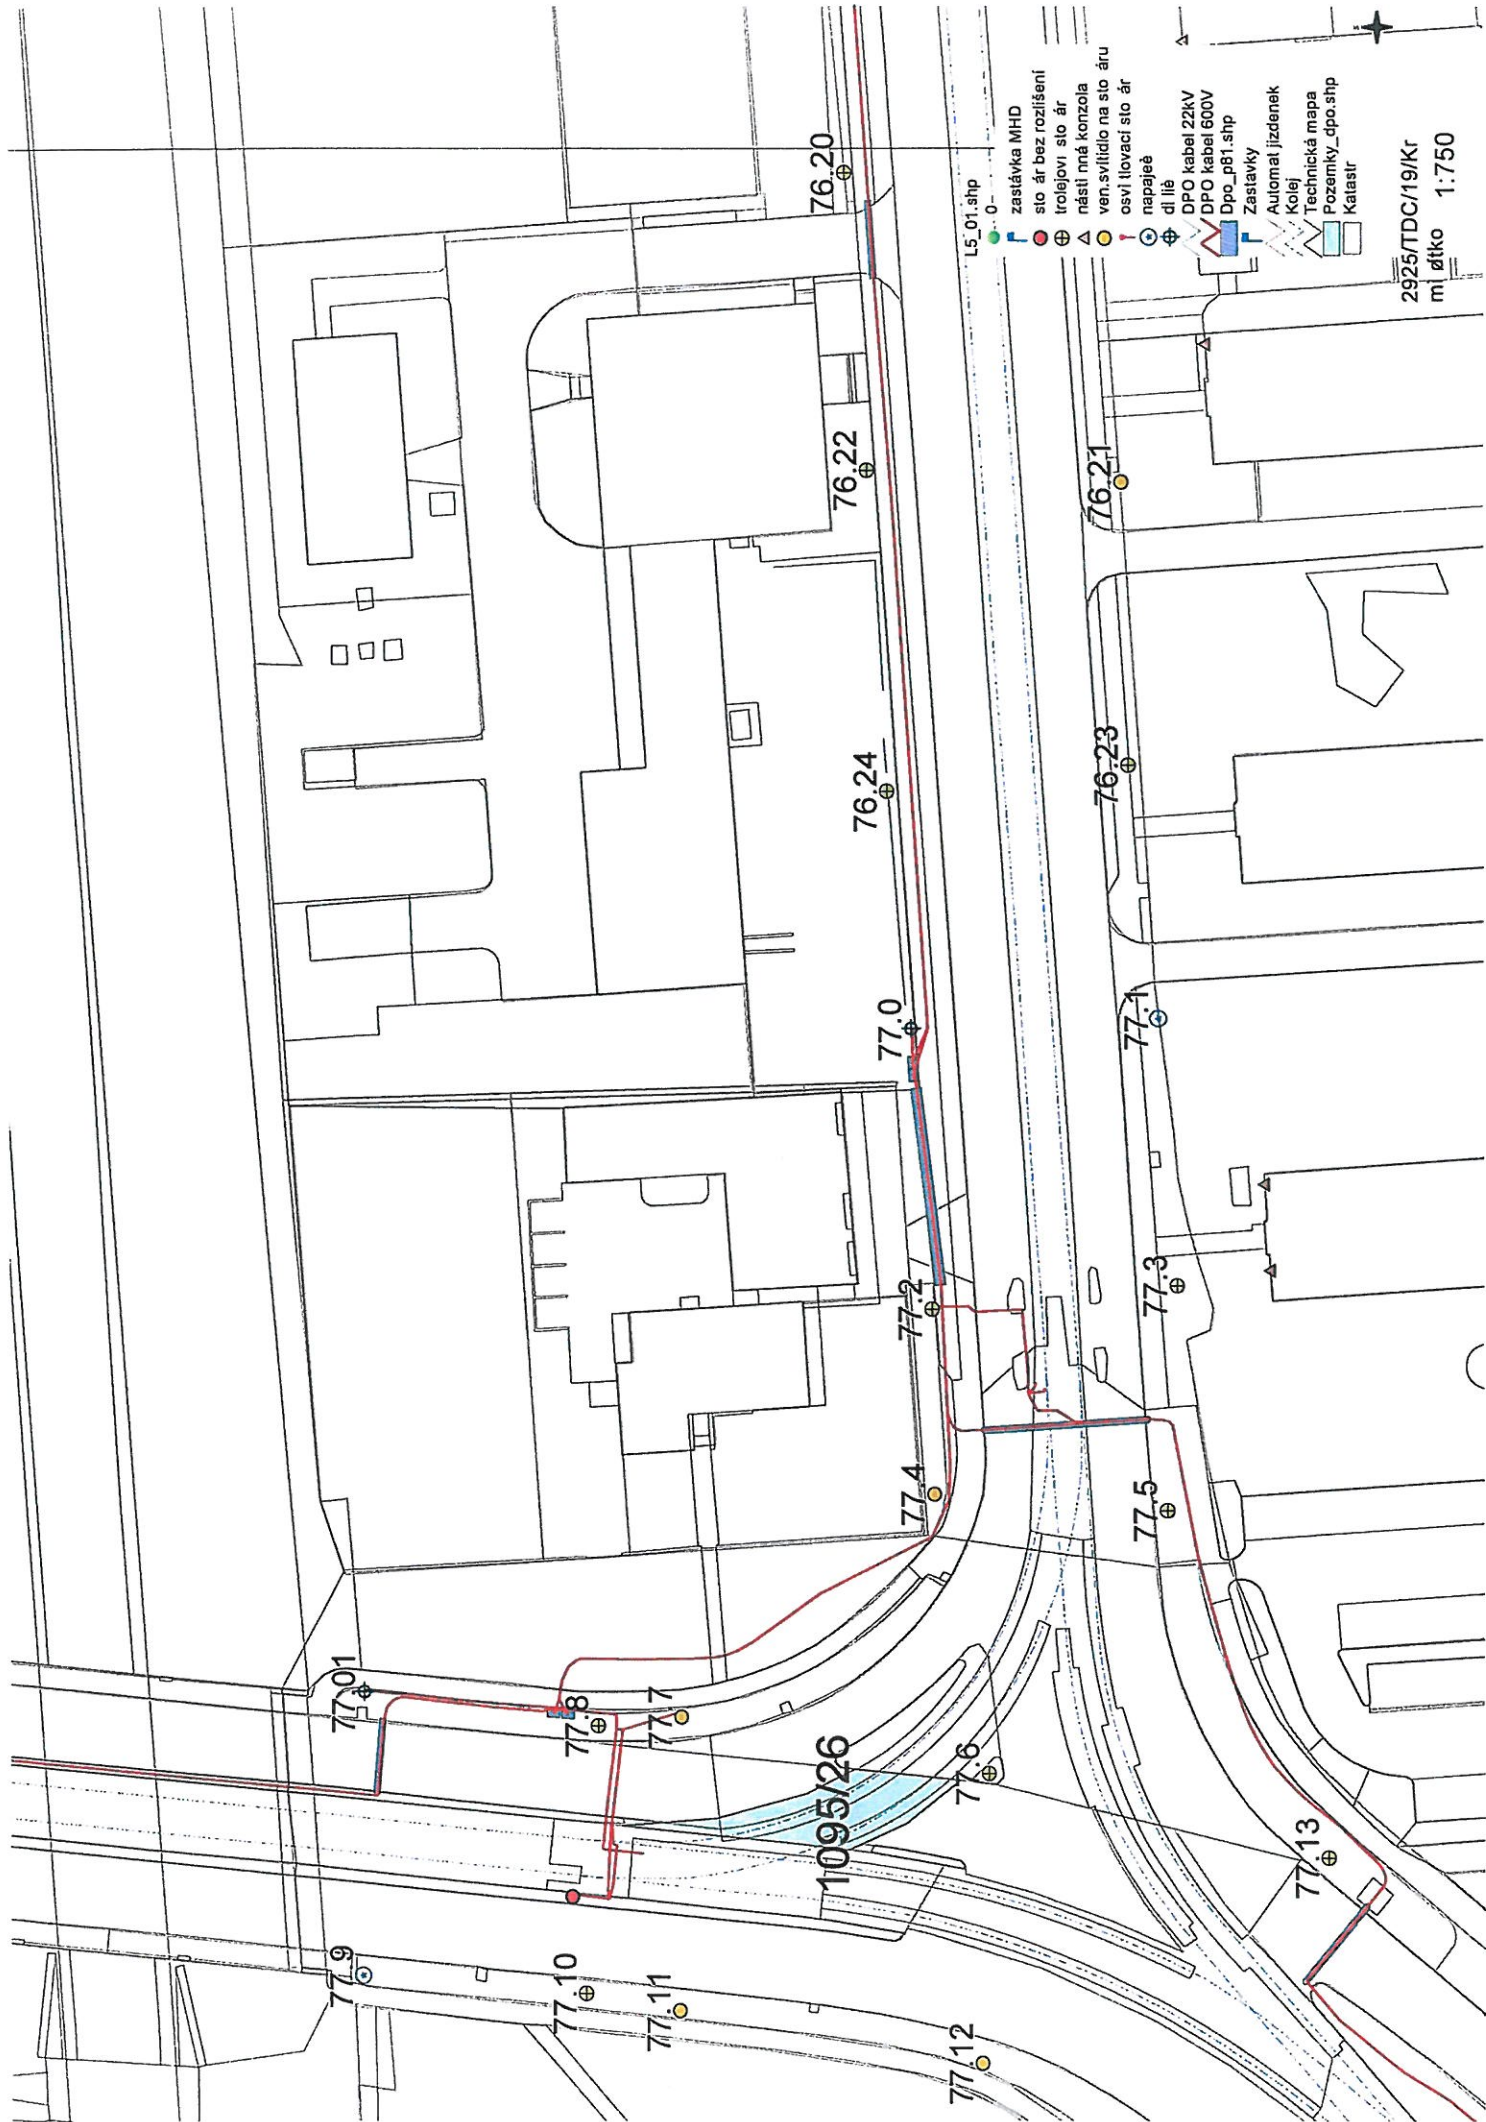 76.20
76.22
76.21
76.24
76.23
77.0
77.1
77.2
77.3
77.4
77.5
77.01
77.8
77.7
1095/26
77.6
77.13
77.9
77.10
77.11
77.12
L5_01.shp
0
zastávka MHD
sto ár bez rozlišení
trolejovι sto ár
násti nná konzola
ven.svítidlo na sto áru
osvì tlovací sto ár
napajeè
dì liè
DPO kabel 22kV
DPO kabel 600V
Dpo_p81.shp
Zastavky
Automat jízdenek
Kolej
Technická mapa
Pozemky_dpo.shp
Katastr
2925/TDC/19/Kr
mì øítko 1:750